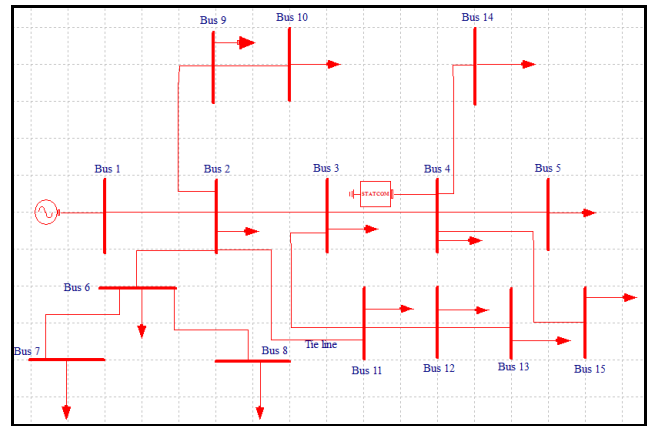 Bus 9
Bus 10
Bus 14
Bus 1
Bus 2
Bus 3
Bus 4
Bus 5
STATCOM
Bus 6
Bus 7
Bus 8
Tie line
Bus 11
Bus 12
Bus 13
Bus 15